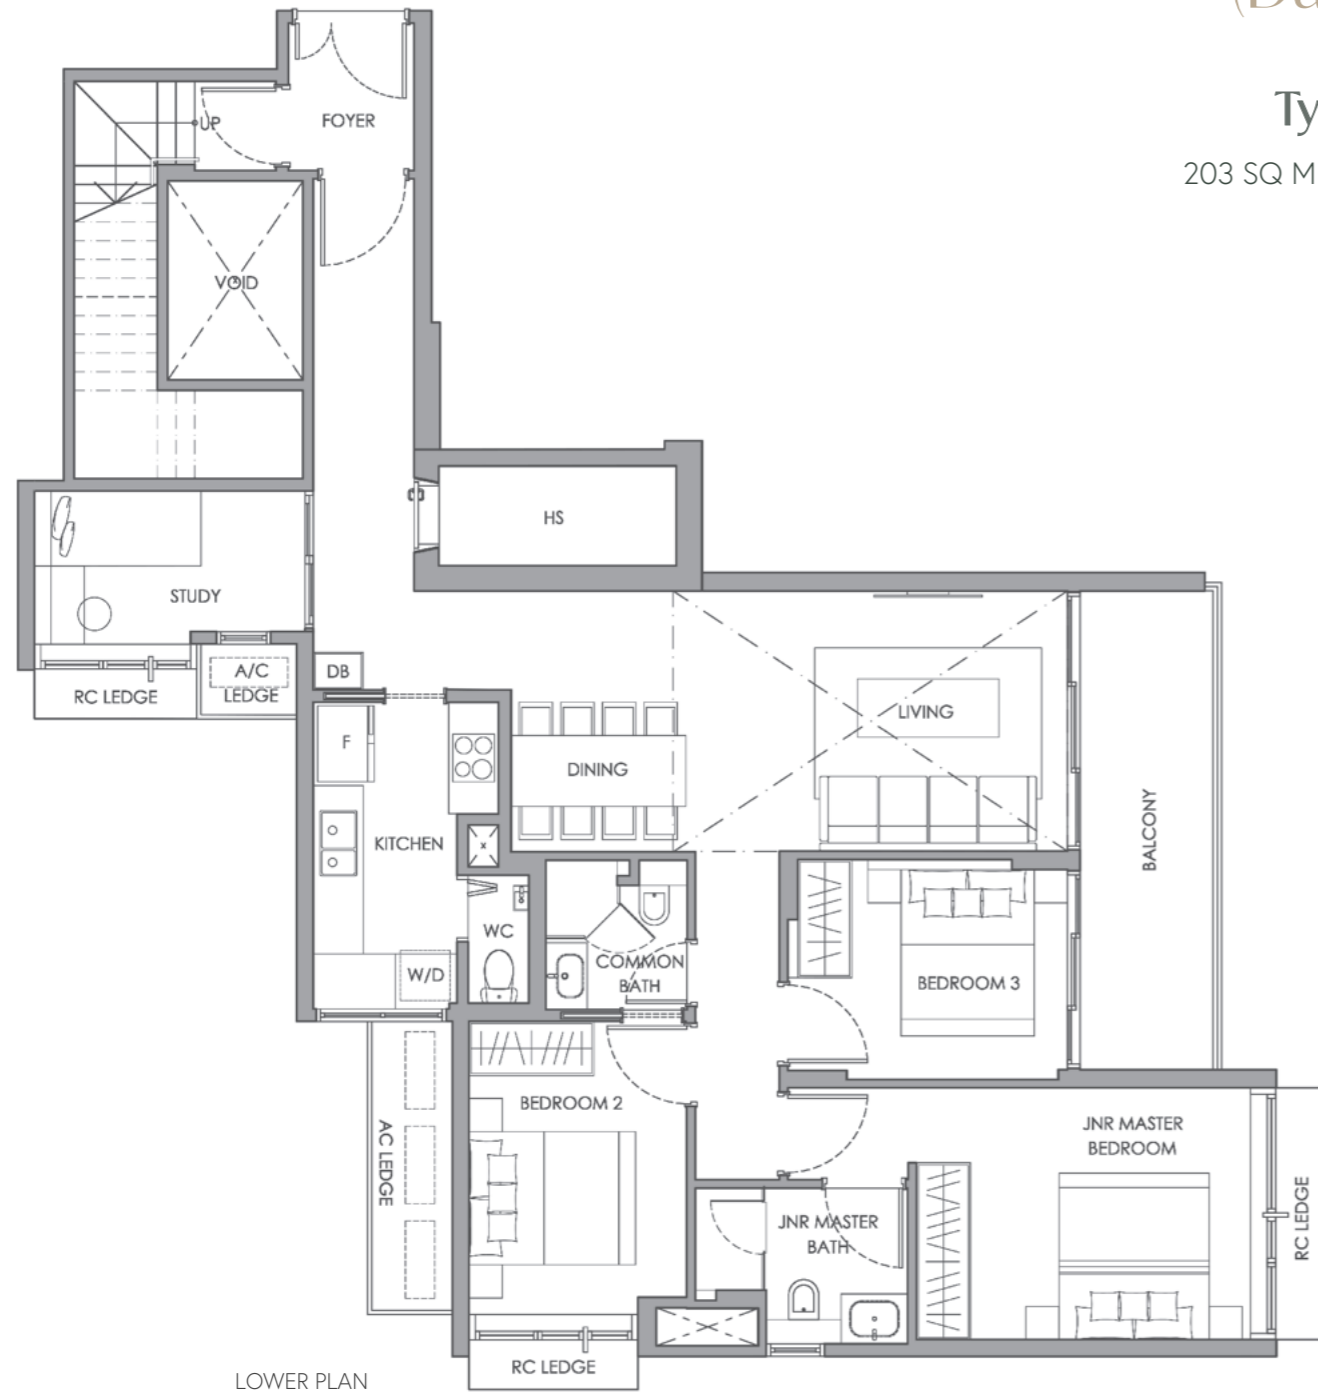 (Du
Ty
203 SQ M
UP
FOYER
VOID
HS
STUDY
A/C
LEDGE
RC LEDGE
DB
F
LIVING
DINING
KITCHEN
BALCONY
WC
COMMON
BATH
W/D
BEDROOM 3
BEDROOM 2
JNR MASTER
BEDROOM
AC LEDGE
RC LEDGE
JNR MASTER
BATH
RC LEDGE
LOWER PLAN